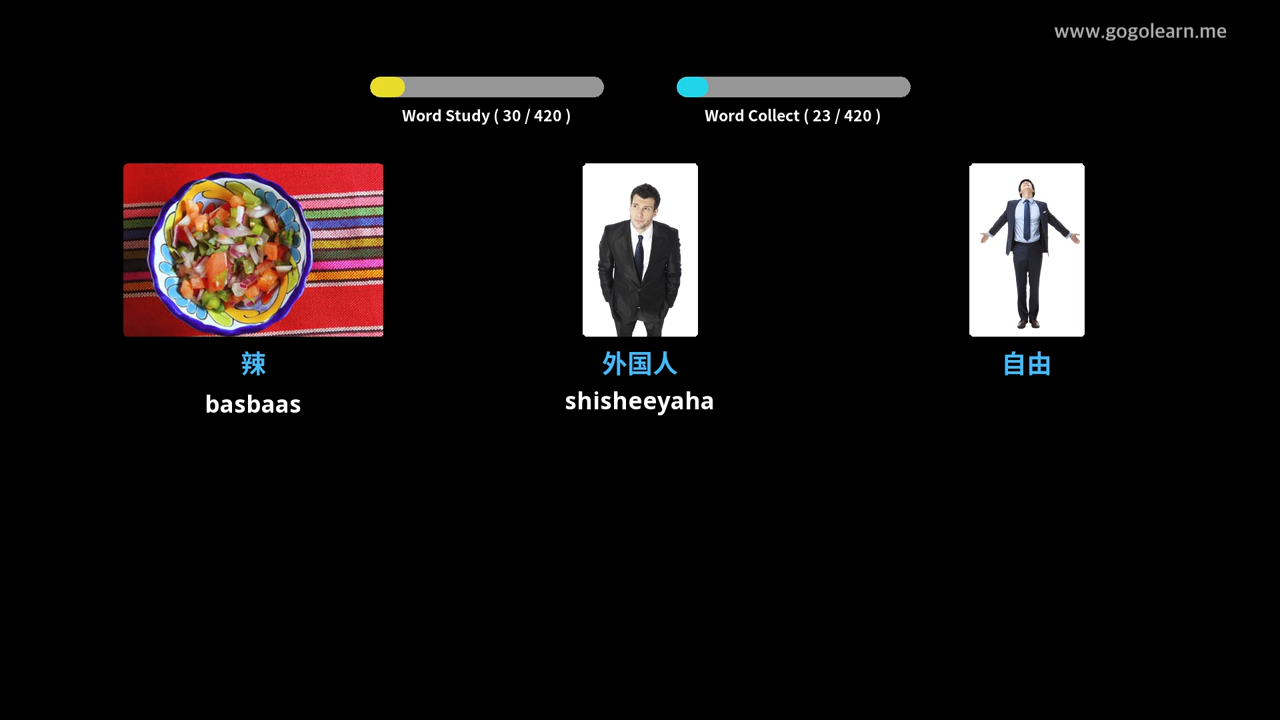 www.gogolearn.me
Word Study ( 30 / 420 )
Word Collect ( 23 / 420 )
辣
外国人
自由
basbaas
shisheeyaha